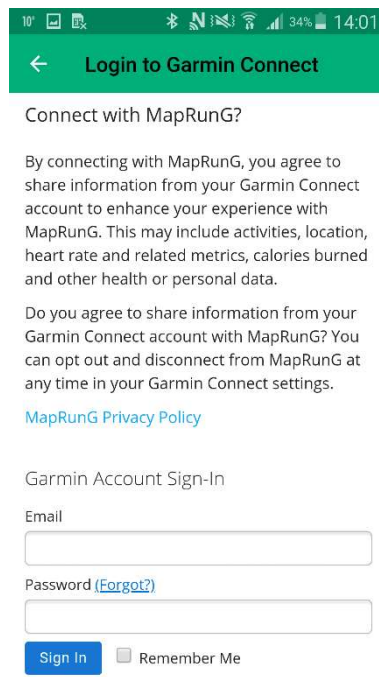 10° 34% 14:01
Login to Garmin Connect
Connect with MapRunG?
By connecting with MapRunG, you agree to
share information from your Garmin Connect
account to enhance your experience with
MapRunG. This may include activities, location,
heart rate and related metrics, calories burned
and other health or personal data.
Do you agree to share information from your
Garmin Connect account with MapRunG? You
can opt out and disconnect from MapRunG at
any time in your Garmin Connect settings.
MapRunG Privacy Policy
Garmin Account Sign-In
Email
Password (Forgot?)
Sign In Remember Me